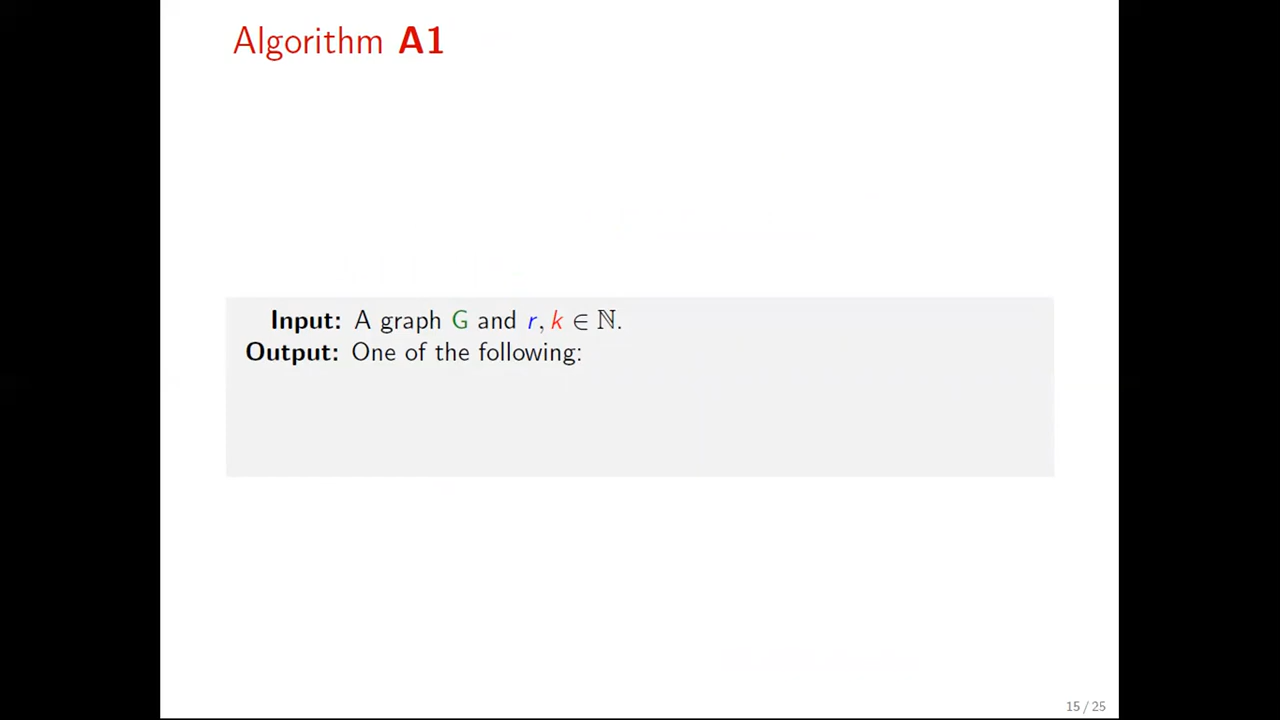 Algorithm A1
Input: A graph G and r, k ∈ ℕ.
Output: One of the following:
15 / 25